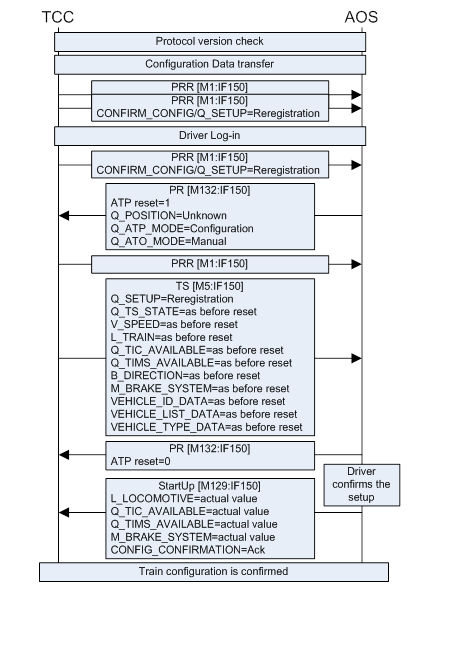 TCC
AOS
Protocol version check
Configuration Data transfer
PRR [M1:IF150]
PRR [M1:IF150]
CONFIRM_CONFIG/Q_SETUP=Reregistration
Driver Log-in
PRR [M1:IF150]
CONFIRM_CONFIG/Q_SETUP=Reregistration
PR [M132:IF150]
ATP reset=1
Q_POSITION=Unknown
Q_ATP_MODE=Configuration
Q_ATO_MODE=Manual
PRR [M1:IF150]
TS [M5:IF150]
Q_SETUP=Reregistration
Q_TS_STATE=as before reset
V_SPEED=as before reset
L_TRAIN=as before reset
Q_TIC_AVAILABLE=as before reset
Q_TIMS_AVAILABLE=as before reset
B_DIRECTION=as before reset
M_BRAKE_SYSTEM=as before reset
VEHICLE_ID_DATA=as before reset
VEHICLE_LIST_DATA=as before reset
VEHICLE_TYPE_DATA=as before reset
PR [M132:IF150]
ATP reset=0
Driver
confirms the
setup
StartUp [M129:IF150]
L_LOCOMOTIVE=actual value
Q_TIC_AVAILABLE=actual value
Q_TIMS_AVAILABLE=actual value
M_BRAKE_SYSTEM=actual value
CONFIG_CONFIRMATION=Ack
Train configuration is confirmed